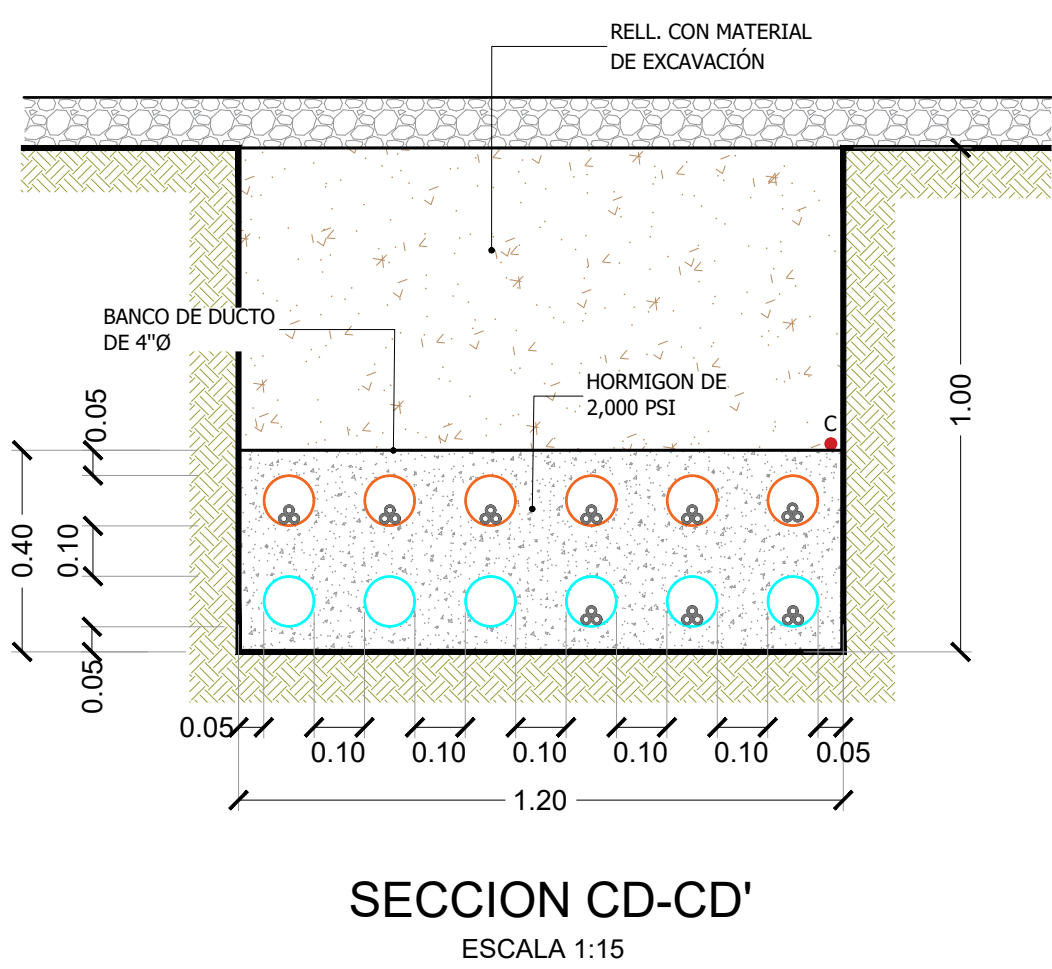 RELL. CON MATERIAL
DE EXCAVACIÓN
BANCO DE DUCTO
DE 4"Ø
HORMIGON DE
2,000 PSI
C
1.00
0.05
0.40
0.10
0.05
0.05
0.10
0.10
0.10
0.10
0.10
0.05
1.20
SECCION CD-CD'
ESCALA 1:15